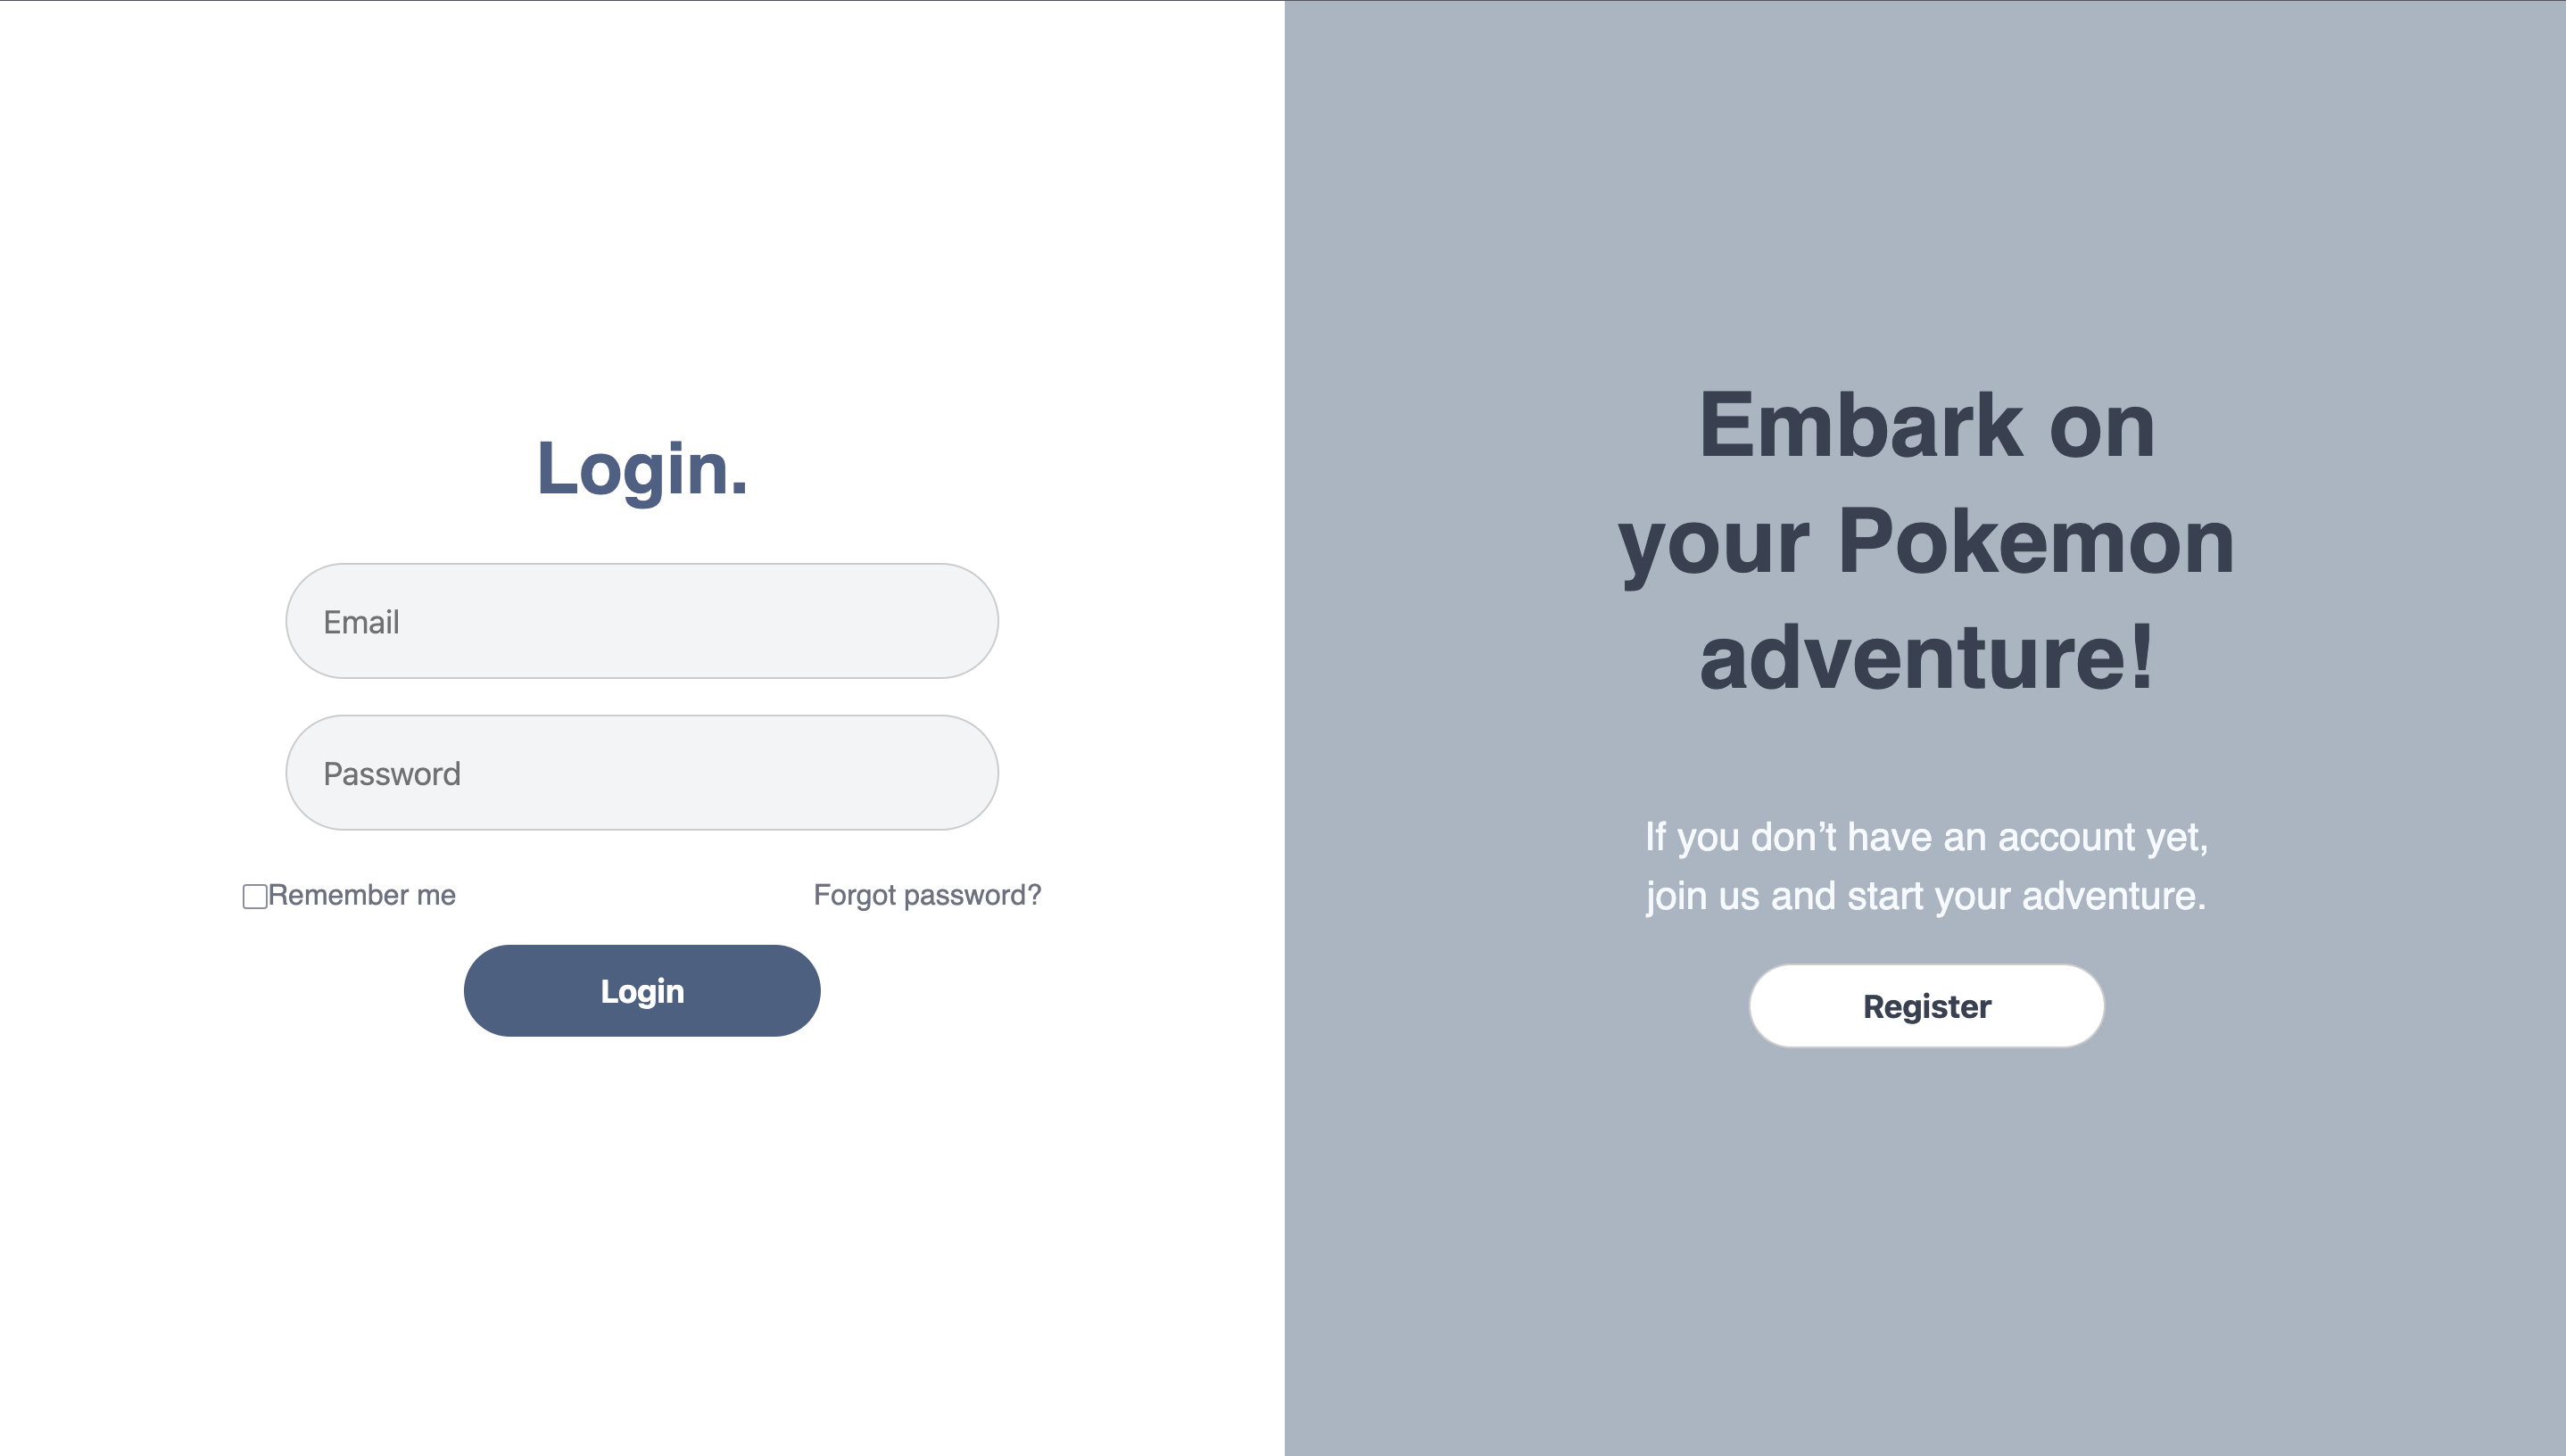 Login.
Email
Password
Remember me
Forgot password?
Login
Embark on
your Pokemon
adventure!
If you don’t have an account yet,
join us and start your adventure.
Register